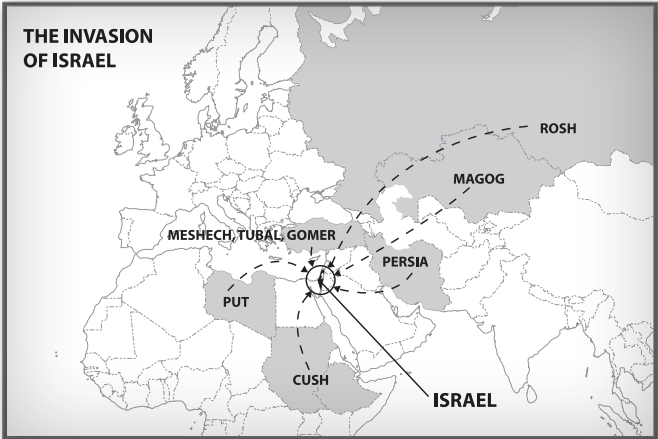 THE INVASION
OF ISRAEL
ROSH
MAGOG
MESHECH, TUBAL, GOMER
PERSIA
PUT
CUSH
ISRAEL